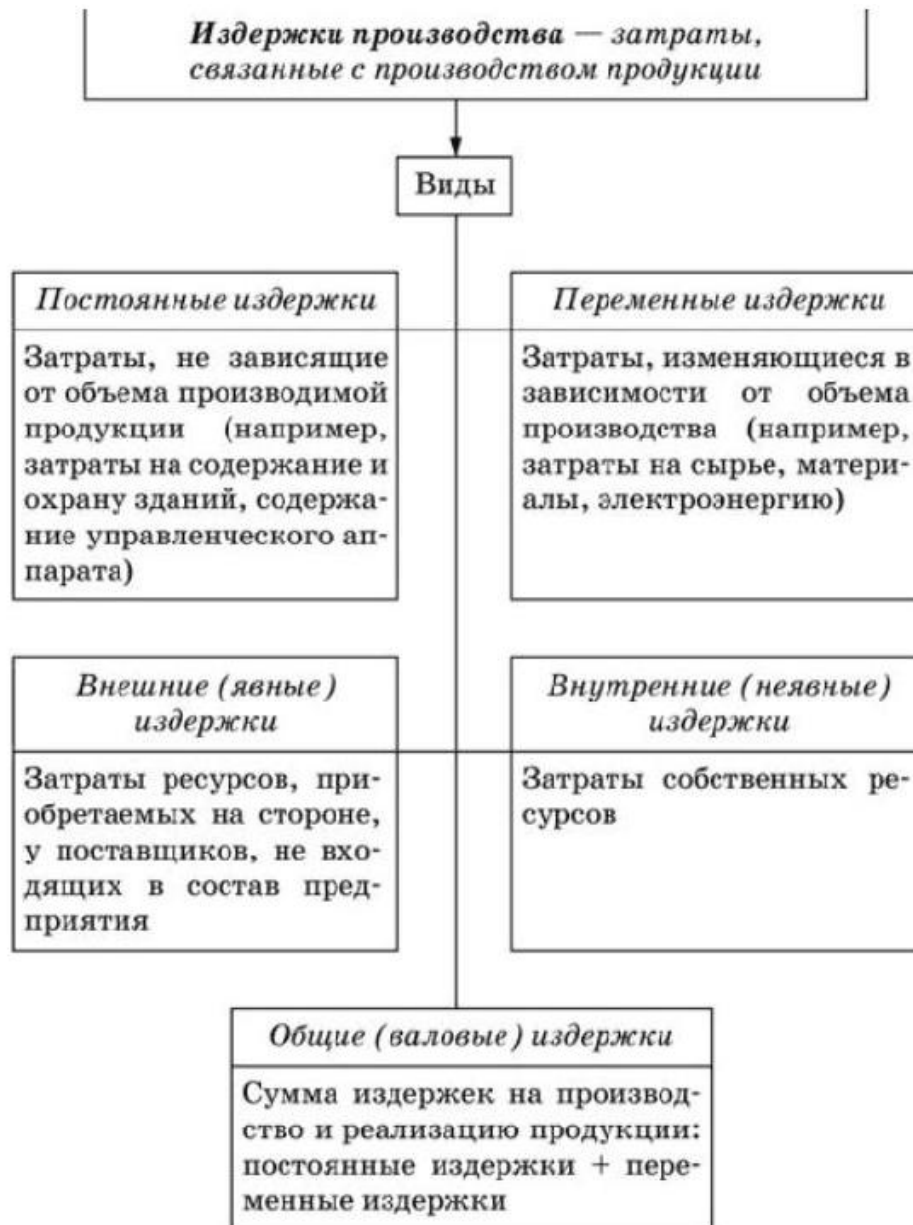 Издержки производства — затраты,
связанные с производством продукции
Виды
Постоянные издержки
Затраты, не зависящие
от объема производимой
продукции (например,
затраты на содержание и
охрану зданий, содержа-
ние управленческого ап-
парата)
Переменные издержки
Затраты, изменяющиеся в
зависимости от объема
производства (например,
затраты на сырье, матери-
алы, электроэнергию)
Внешние (явные)
издержки
Затраты ресурсов, при-
обретаемых на стороне,
у поставщиков, не вхо-
дящих в состав пред-
приятия
Внутренние (неявные)
издержки
Затраты собственных ре-
сурсов
Общие (валовые) издержки
Сумма издержек на производ-
ство и реализацию продукции:
постоянные издержки + пере-
менные издержки